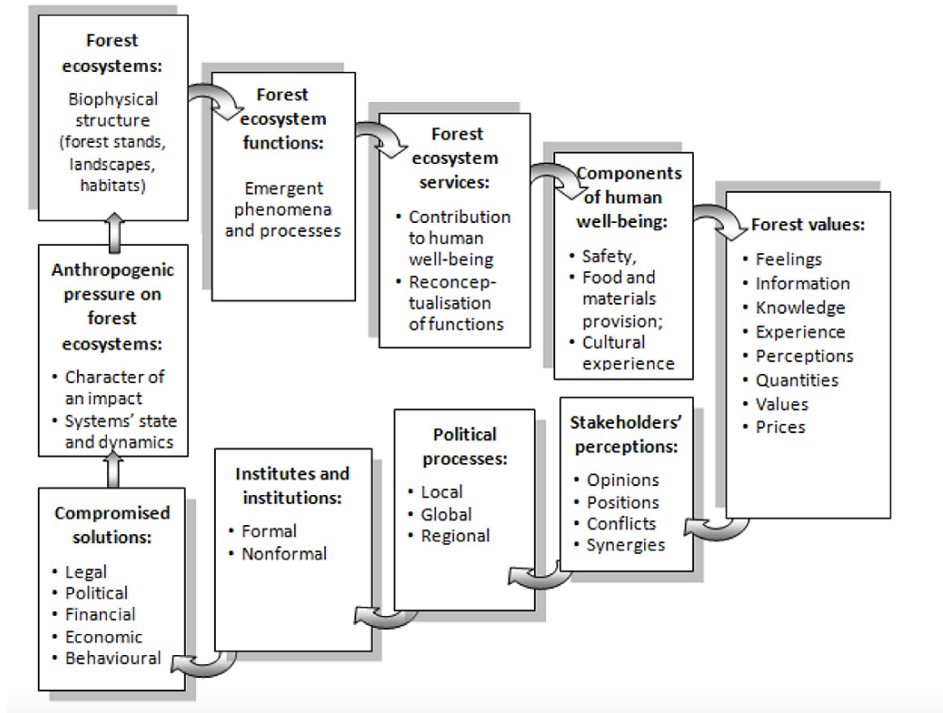 Forest
ecosystems:
Biophysical
structure
(forest stands,
landscapes,
habitats)
Forest
ecosystem
functions:
Emergent
phenomena
and processes
Forest
ecosystem
services:
• Contribution
to human
well-being
• Reconcep-
tualisation
of functions
Components
of human
well-being:
• Safety,
• Food and
materials
provision;
• Cultural
experience
Forest values:
• Feelings
• Information
• Knowledge
• Experience
• Perceptions
• Quantities
• Values
• Prices
Stakeholders’
perceptions:
• Opinions
• Positions
• Conflicts
• Synergies
Political
processes:
• Local
• Global
• Regional
Institutes and
institutions:
• Formal
• Nonformal
Compromised
solutions:
• Legal
• Political
• Financial
• Economic
• Behavioural
Anthropogenic
pressure on
forest
ecosystems:
• Character of
an impact
• Systems’ state
and dynamics